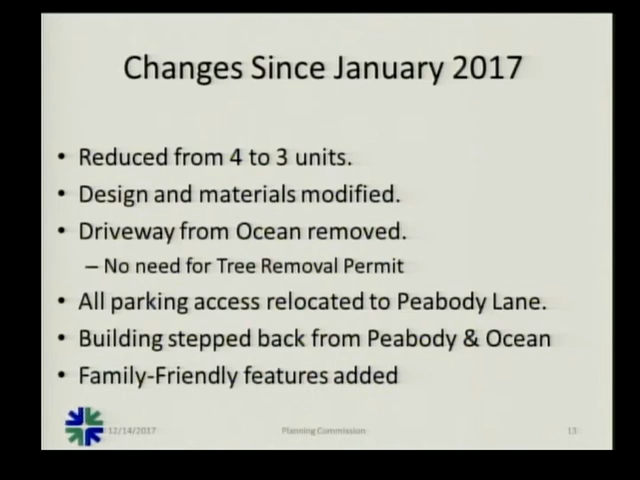 Changes Since January 2017
• Reduced from 4 to 3 units.
• Design and materials modified.
• Driveway from Ocean removed.
– No need for Tree Removal Permit
• All parking access relocated to Peabody Lane.
• Building stepped back from Peabody & Ocean
• Family-Friendly features added
12/14/2017
Planning Commission
13